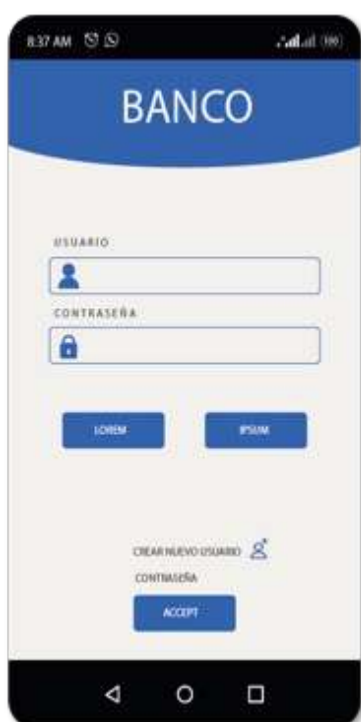 8:37 AM
BANCO
USUARIO
CONTRASEÑA
LOREM IPSUM
CREAR NUEVO USUARIO
CONTRASEÑA
ACCEPT